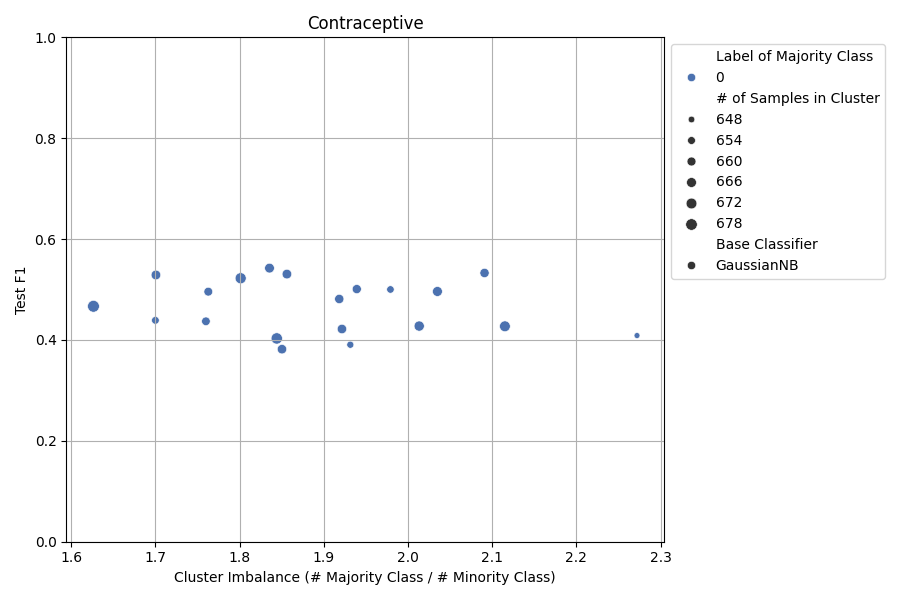 Contraceptive
1.0
0.8
0.6
0.4
0.2
0.0
Test F1
1.6 1.7 1.8 1.9 2.0 2.1 2.2 2.3
Cluster Imbalance (# Majority Class / # Minority Class)
Label of Majority Class
0
# of Samples in Cluster
648
654
660
666
672
678
Base Classifier
GaussianNB